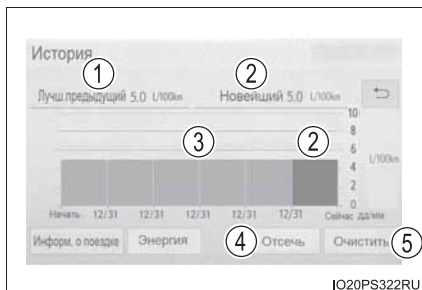 История
1 2
Лучш.предыдущий 5.0 L/100km Новейший 5.0 L/100km
10
8
3 2
6
L/100km
4
2
0
Начать 12/31 12/31 12/31 12/31 12/31 Сейчас дд/мм
Информ. о поездке Энергия 4 Отсечь Очистить 5
IO20PS322RU